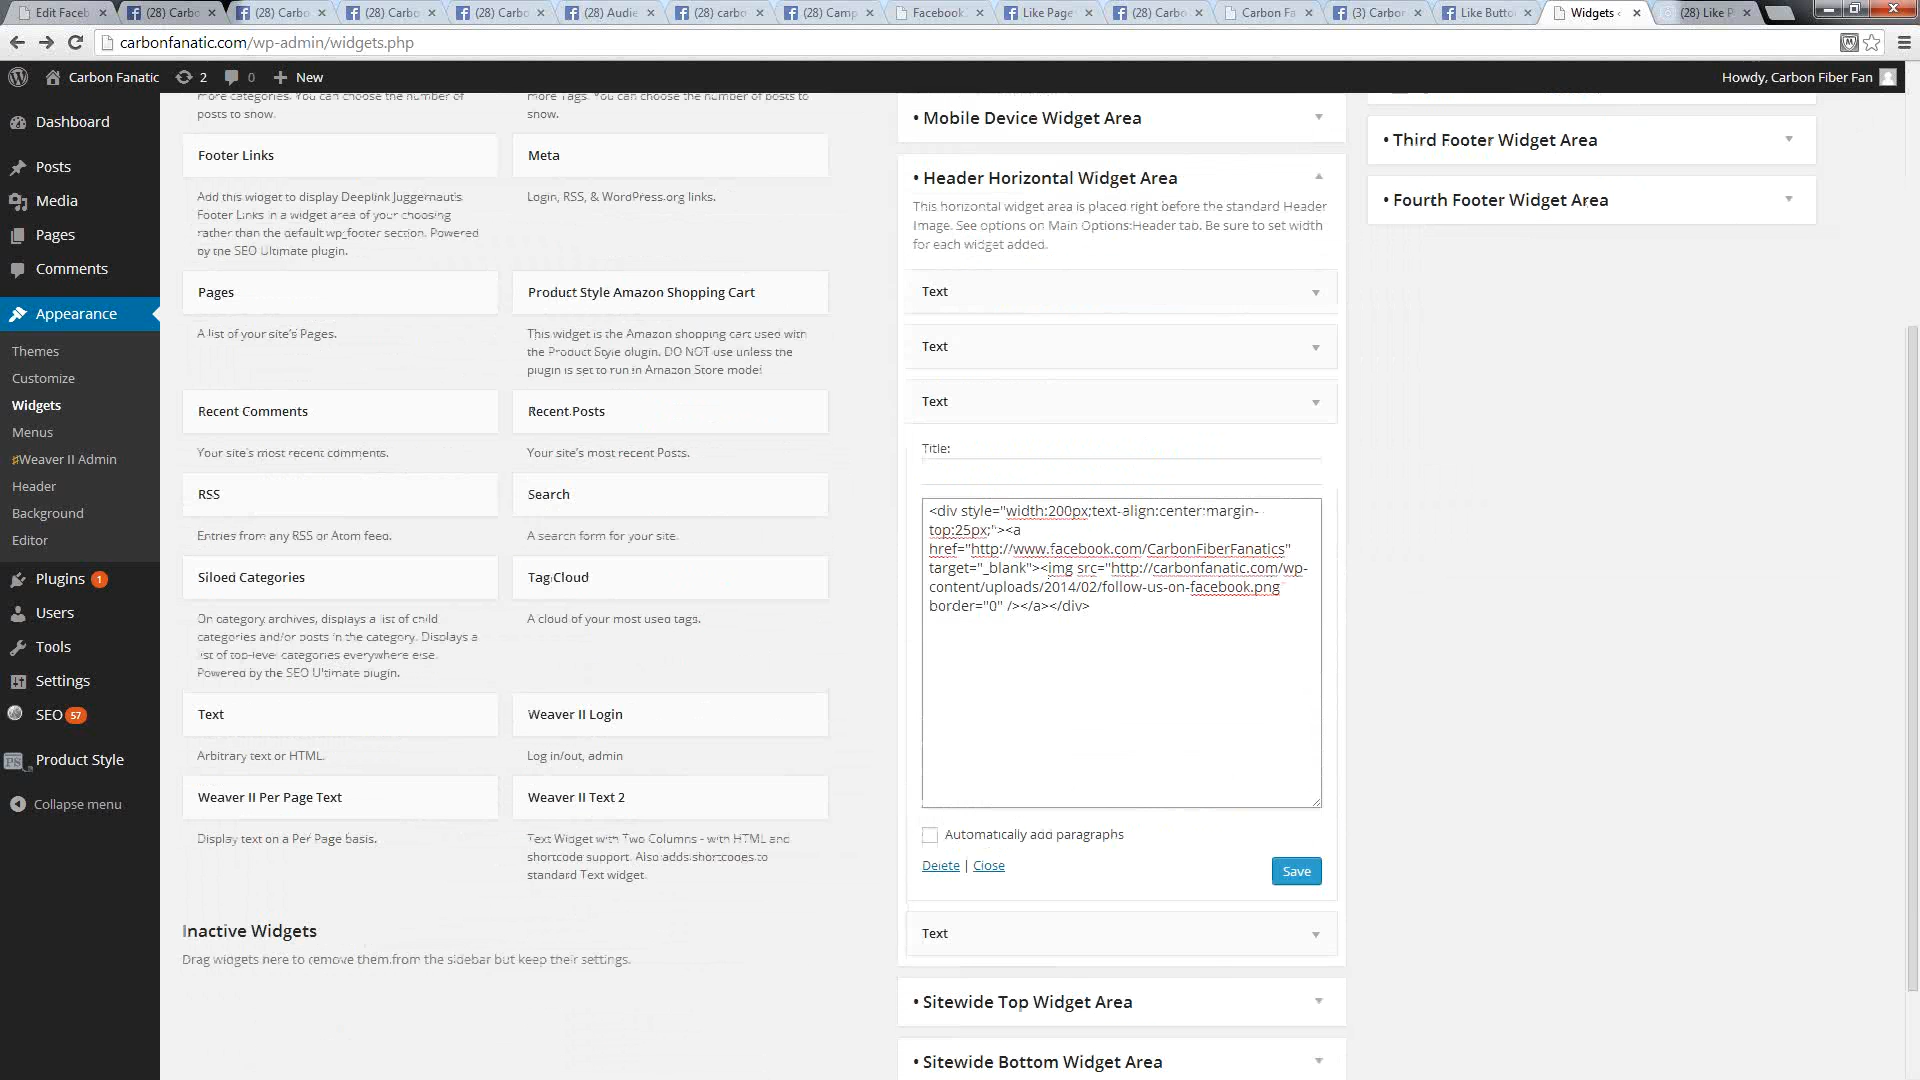 Edit Faceb
(28) Carbo
(28) Carbo
(28) Carbo
(28) Carbo
(28) Audie
(28) carbo
(28) Camp
Facebook
Like Page
(28) Carbo
Carbon Fa
(3) Carbor
Like Butto
Widgets
(28) Like P
carbonfanatic.com/wp-admin/widgets.php
Carbon Fanatic
2
0
New
Howdy, Carbon Fiber Fan
Dashboard
Posts
Media
Pages
Comments
Appearance
Themes
Customize
Widgets
Menus
Weaver II Admin
Header
Background
Editor
Plugins 1
Users
Tools
Settings
SEO 57
PS Product Style
Collapse menu
more categories. You can choose the number of
posts to show.
Footer Links
Add this widget to display Deeplink Juggernaut's
Footer Links in a widget area of your choosing
rather than the default wp_footer section. Powered
by the SEO Ultimate plugin.
Pages
A list of your site's Pages.
Recent Comments
Your site's most recent comments.
RSS
Entries from any RSS or Atom feed.
Siloed Categories
On category archives, displays a list of child
categories and/or posts in the category. Displays a
list of top-level categories everywhere else.
Powered by the SEO Ultimate plugin.
Text
Arbitrary text or HTML.
Weaver II Per Page Text
Display text on a Per Page basis.
more Tags. You can choose the number of posts to
show.
Meta
Login, RSS, & WordPress.org links.
Product Style Amazon Shopping Cart
This widget is the Amazon shopping cart used with
the Product Style plugin. DO NOT use unless the
plugin is set to run in Amazon Store mode!
Recent Posts
Your site's most recent Posts.
Search
A search form for your site.
Tag Cloud
A cloud of your most used tags.
Weaver II Login
Log in/out, admin
Weaver II Text 2
Text Widget with Two Columns - with HTML and
shortcode support. Also adds shortcodes to
standard Text widget.
Inactive Widgets
Drag widgets here to remove them from the sidebar but keep their settings.
• Mobile Device Widget Area
• Header Horizontal Widget Area
This horizontal widget area is placed right before the standard Header
Image. See options on Main Options:Header tab. Be sure to set width
for each widget added.
Text
Text
Text
Title:
<div style="width:200px;text-align:center;margin-
top:25px;"><a
href="http://www.facebook.com/CarbonFiberFanatics"
target="_blank"><img src="http://carbonfanatic.com/wp-
content/uploads/2014/02/follow-us-on-facebook.png
border="0" /></a></div>
Automatically add paragraphs
Delete | Close
Save
Text
• Sitewide Top Widget Area
• Sitewide Bottom Widget Area
• Third Footer Widget Area
• Fourth Footer Widget Area